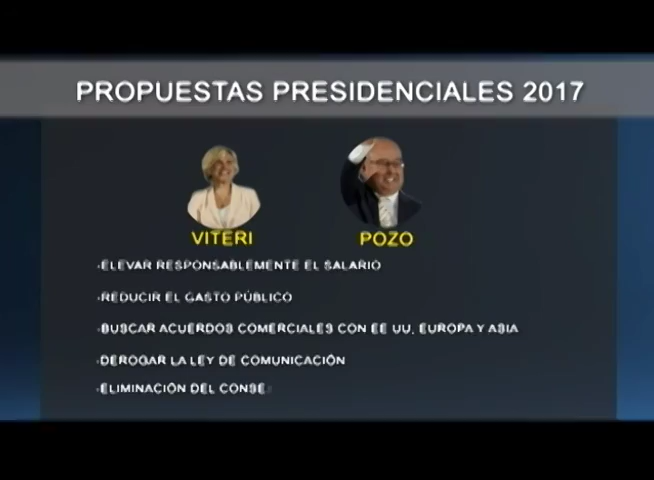 PROPUESTAS PRESIDENCIALES 2017
VITERI
POZO
-ELEVAR RESPONSABLEMENTE EL SALARIO
-REDUCIR EL GASTO PÚBLICO
-BUSCAR ACUERDOS COMERCIALES CON EE UU, EUROPA Y ASIA
-DEROGAR LA LEY DE COMUNICACIÓN
-ELIMINACIÓN DEL CONSE